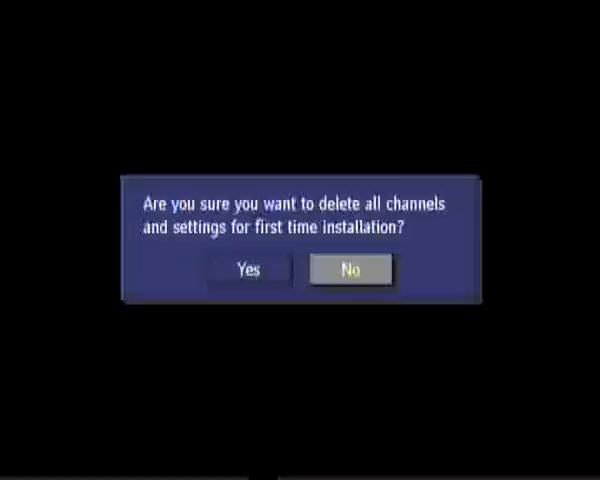 Are you sure you want to delete all channels
and settings for first time installation?
Yes No